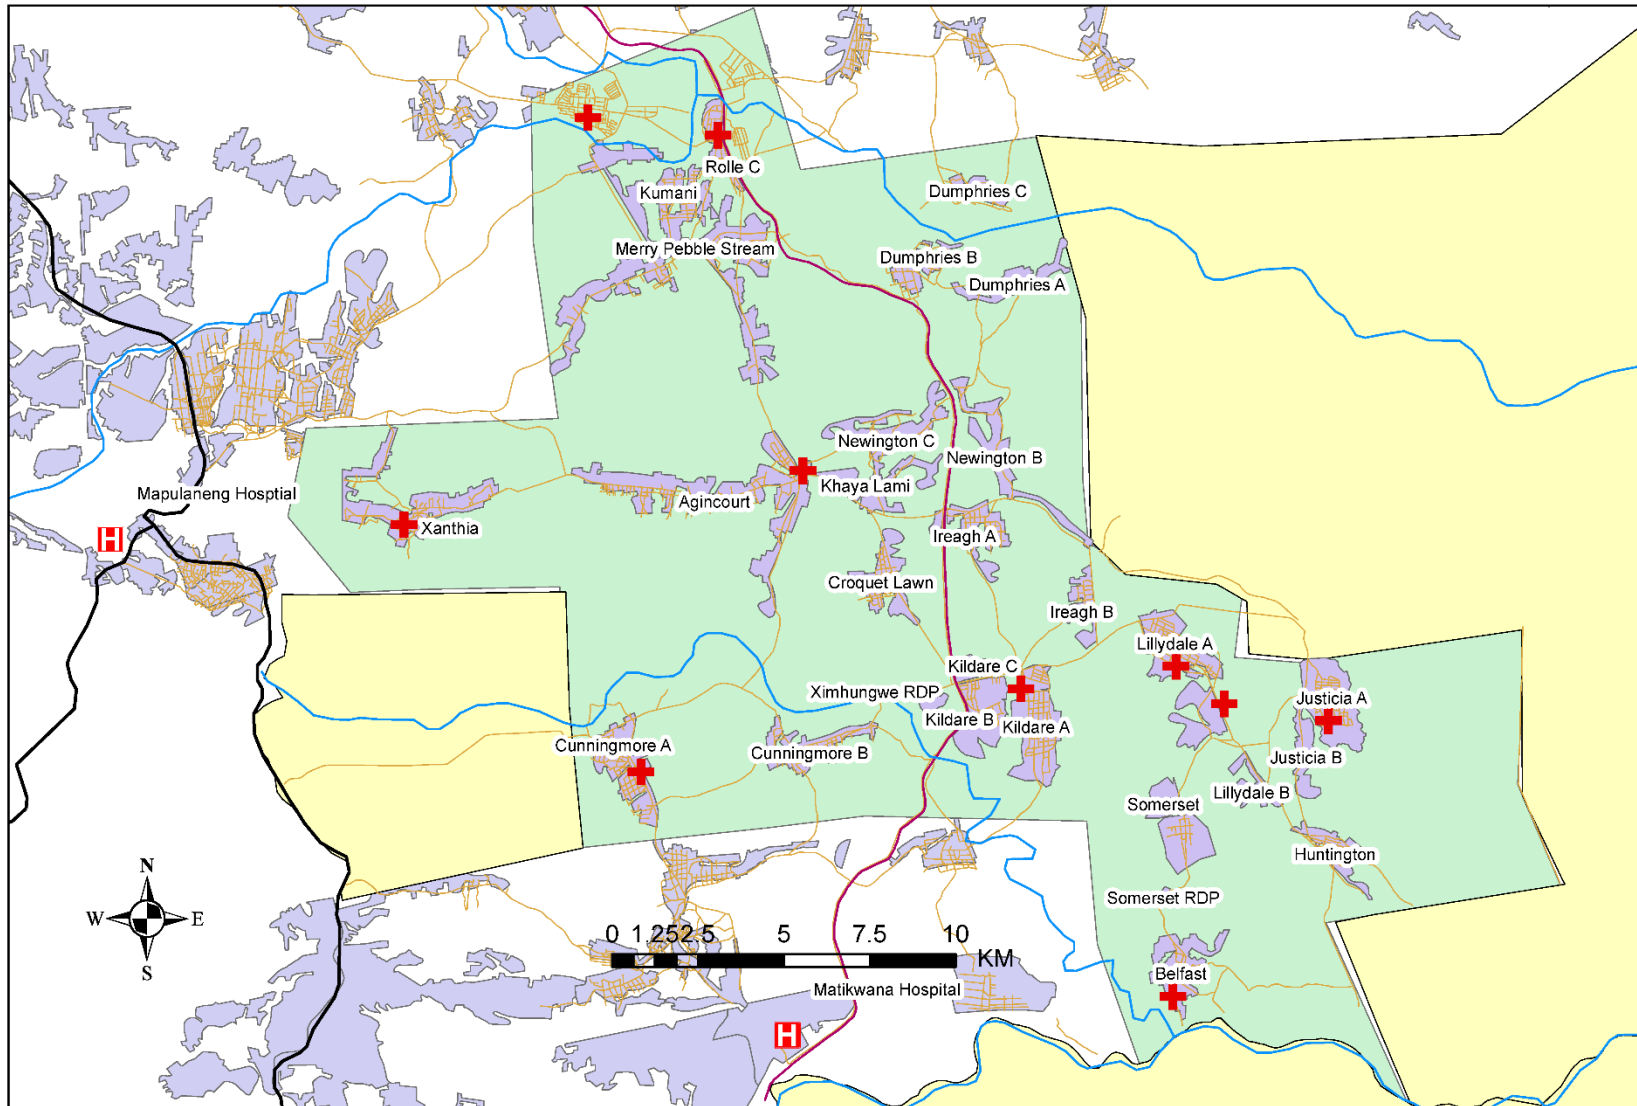 Rolle C
Kumani
Dumphries C
Merry Pebble Stream
Dumphries B
Dumphries A
Newington C
Newington B
Mapulaneng Hosptial
Khaya Lami
Agincourt
H
Xanthia
Ireagh A
Croquet Lawn
Ireagh B
Lillydale A
Kildare C
Ximhungwe RDP
Justicia A
Kildare B
Kildare A
Cunningmore A
Cunningmore B
Justicia B
Lillydale B
Somerset
Huntington
N
W E
S
Somerset RDP
0 1.25 2.5 5 7.5 10
KM
Belfast
Matikwana Hospital
H